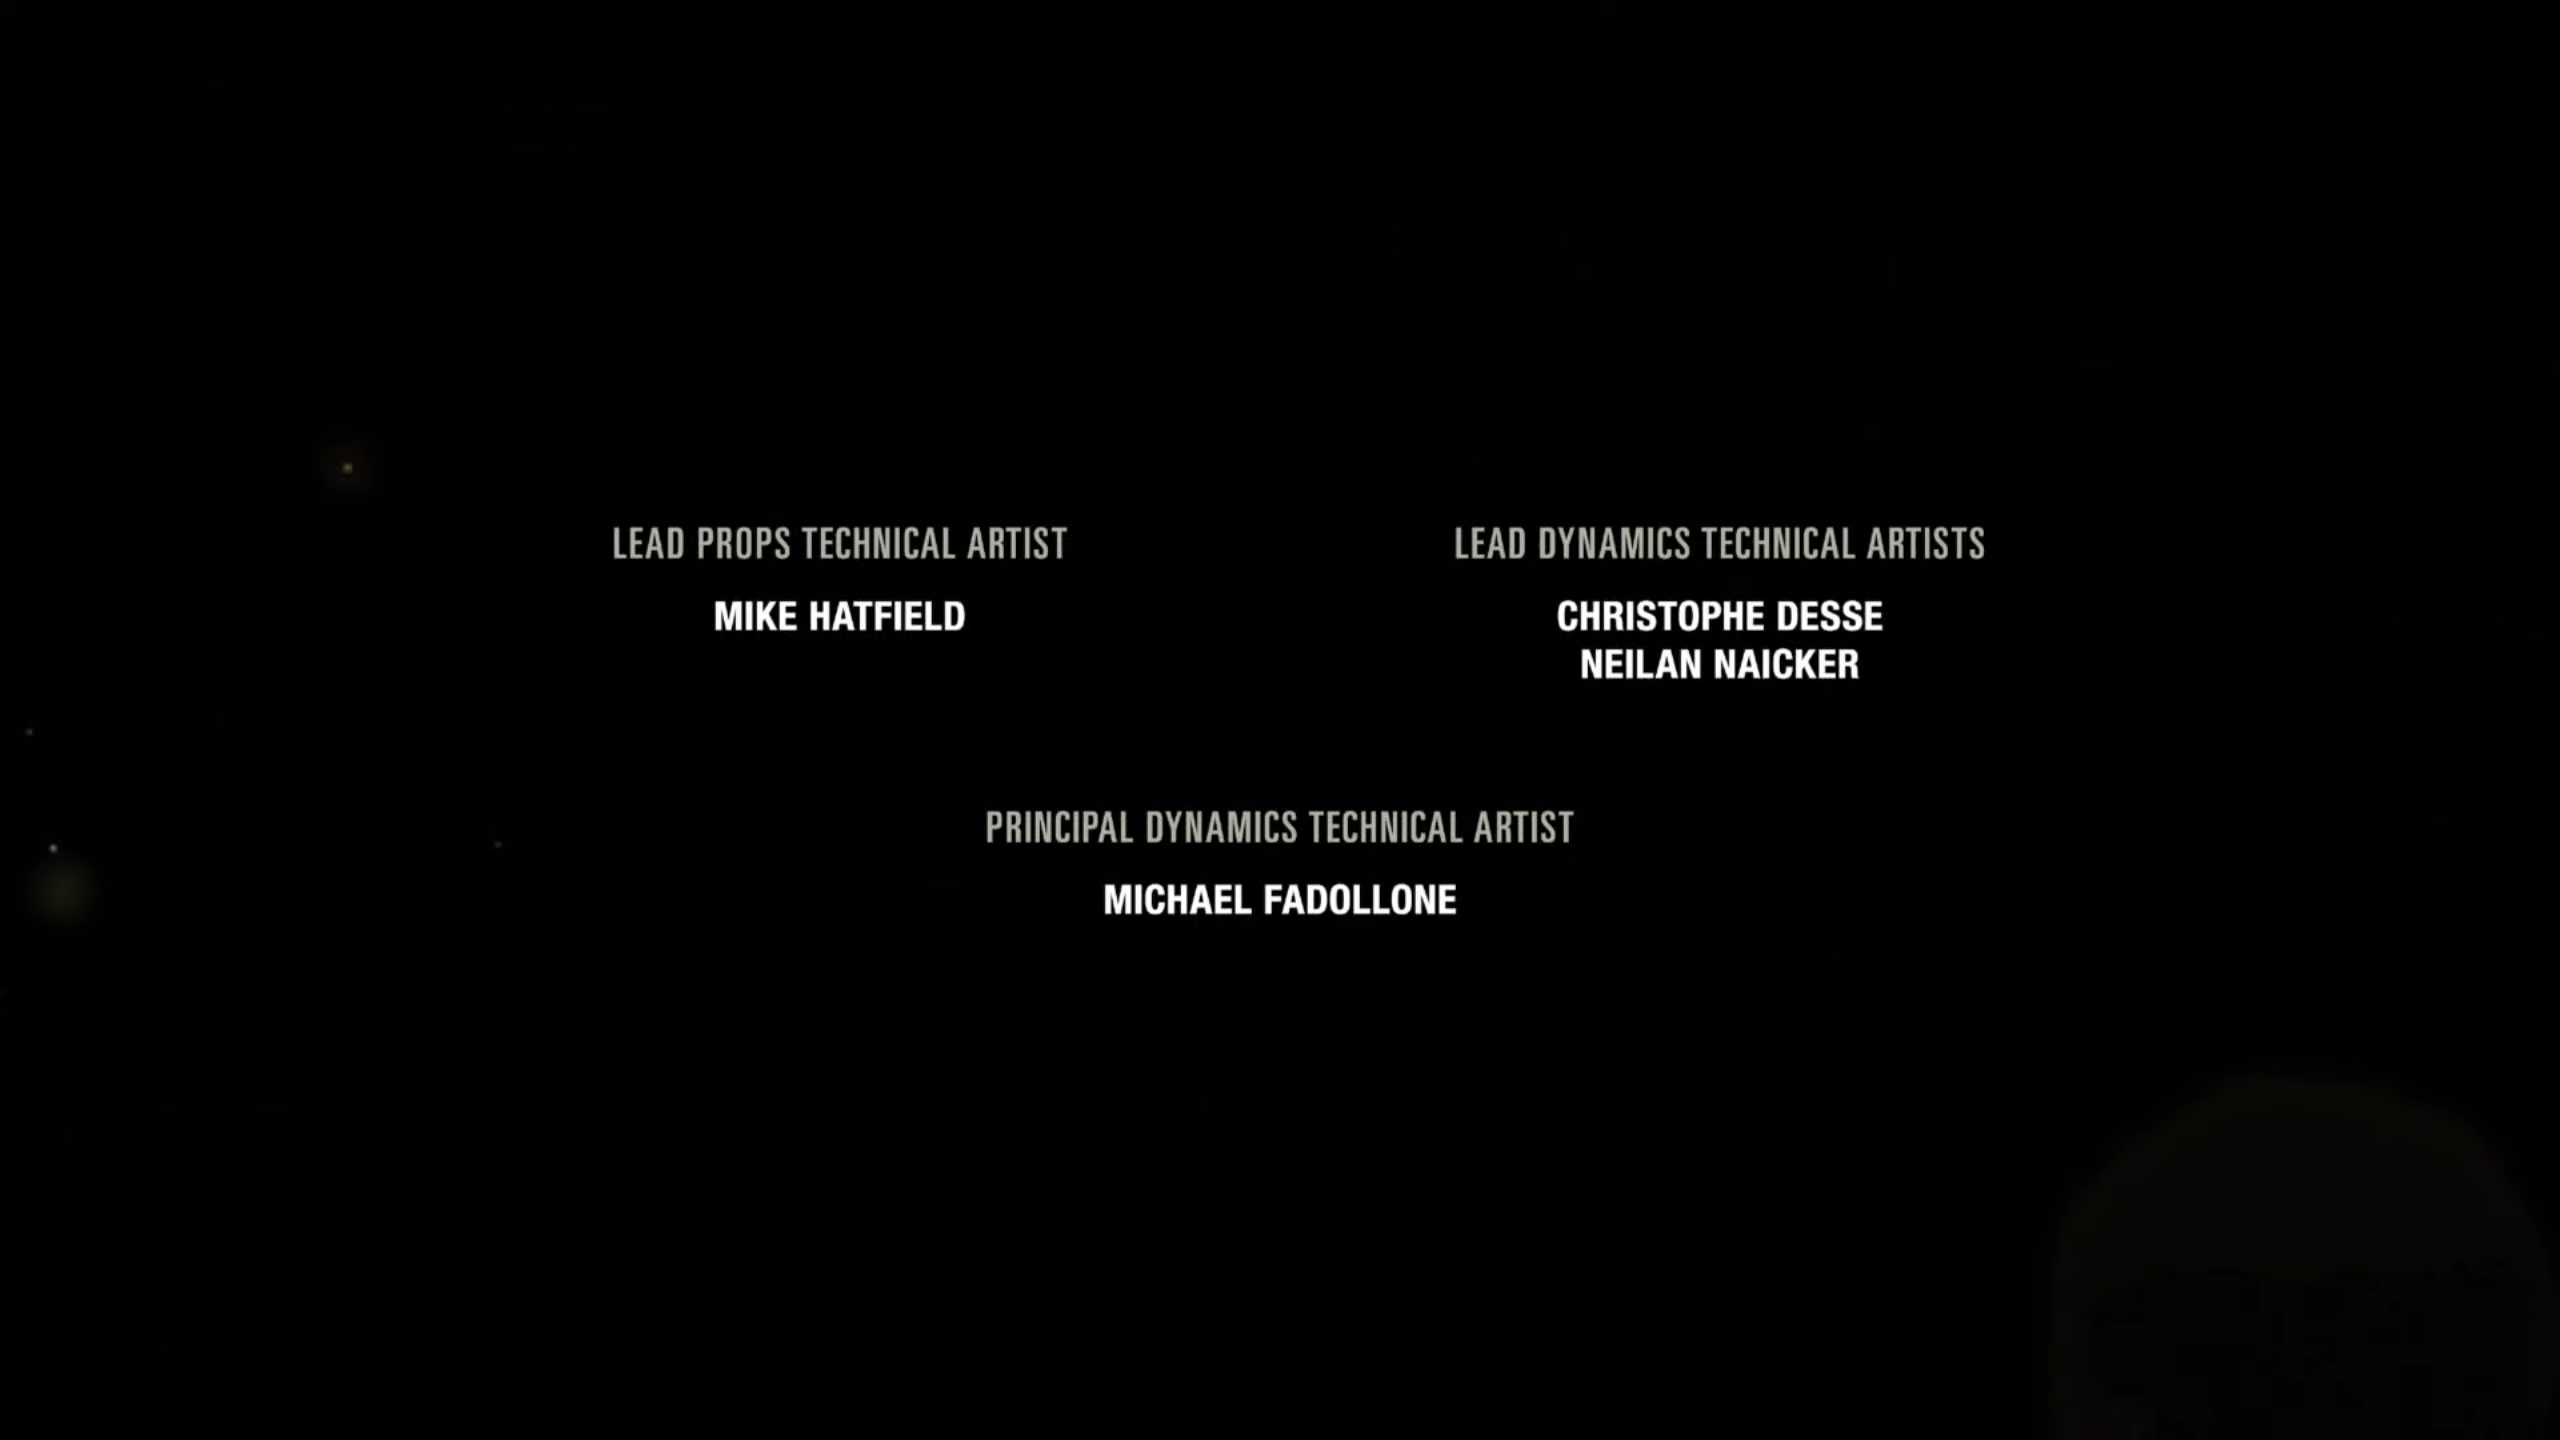 LEAD PROPS TECHNICAL ARTIST
MIKE HATFIELD
LEAD DYNAMICS TECHNICAL ARTISTS
CHRISTOPHE DESSE
NEILAN NAICKER
PRINCIPAL DYNAMICS TECHNICAL ARTIST
MICHAEL FADOLLONE